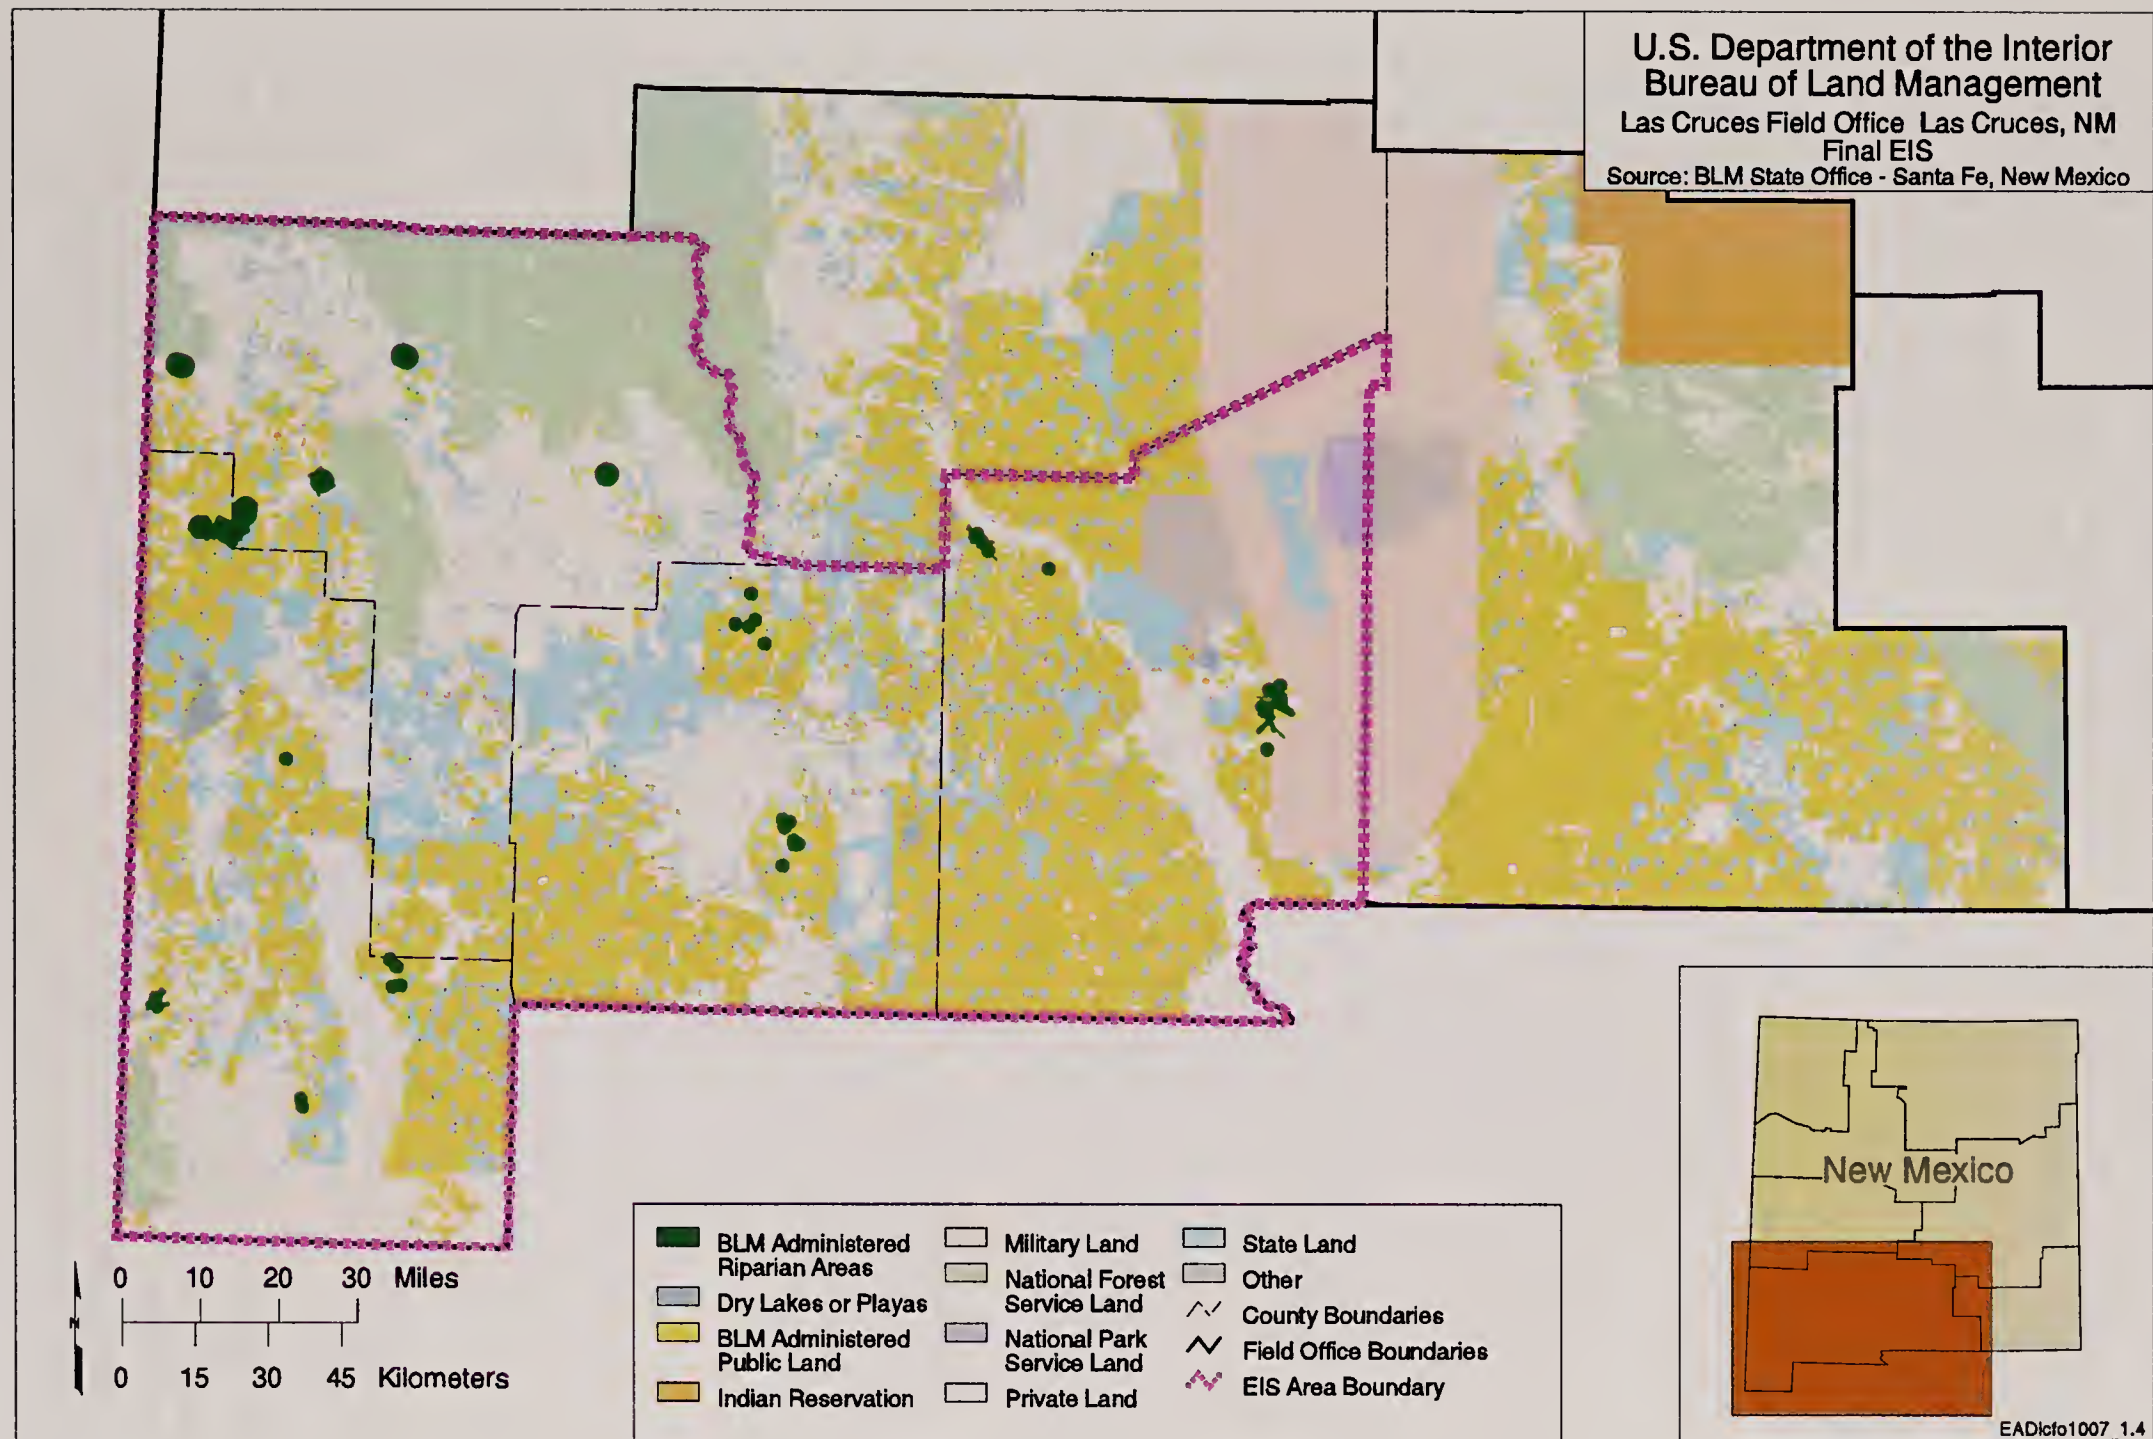 U.S. Department of the Interior
Bureau of Land Management
Las Cruces Field Office Las Cruces, NM
Final EIS
Source: BLM State Office - Santa Fe, New Mexico
New Mexico
BLM Administered
Riparian Areas
Dry Lakes or Playas
BLM Administered
Public Land
Indian Reservation
Military Land
National Forest
Service Land
National Park
Service Land
Private Land
State Land
Other
County Boundaries
Field Office Boundaries
EIS Area Boundary
N
0 10 20 30 Miles
0 15 30 45 Kilometers
EADlcfo1007_1.4